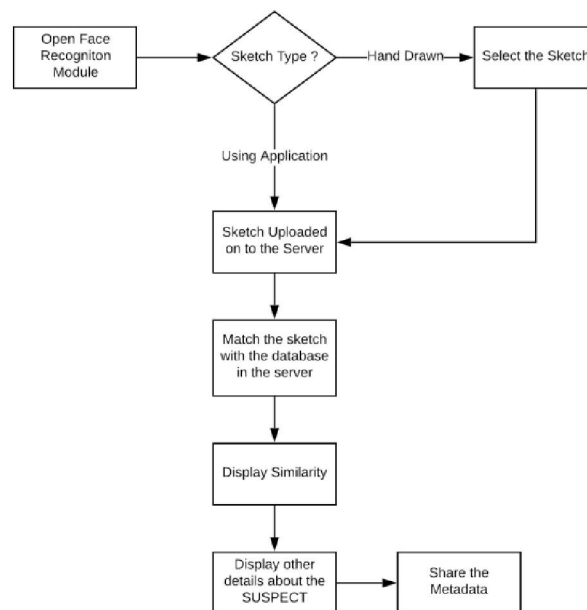 Open Face
Recogniton
Module
Sketch Type ?
Hand Drawn
Select the Sketch
Using Application
Sketch Uploaded
on to the Server
Match the sketch
with the database
in the server
Display Similarity
Display other
details about the
SUSPECT
Share the
Metadata